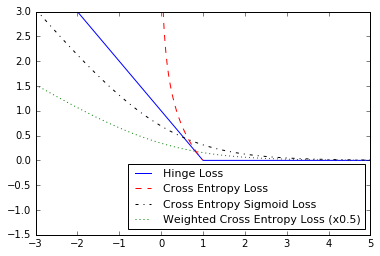 3.0
2.5
2.0
1.5
1.0
0.5
0.0
−0.5
−1.0
−1.5
Hinge Loss
Cross Entropy Loss
Cross Entropy Sigmoid Loss
Weighted Cross Entropy Loss (x0.5)
−3 −2 −1 0 1 2 3 4 5